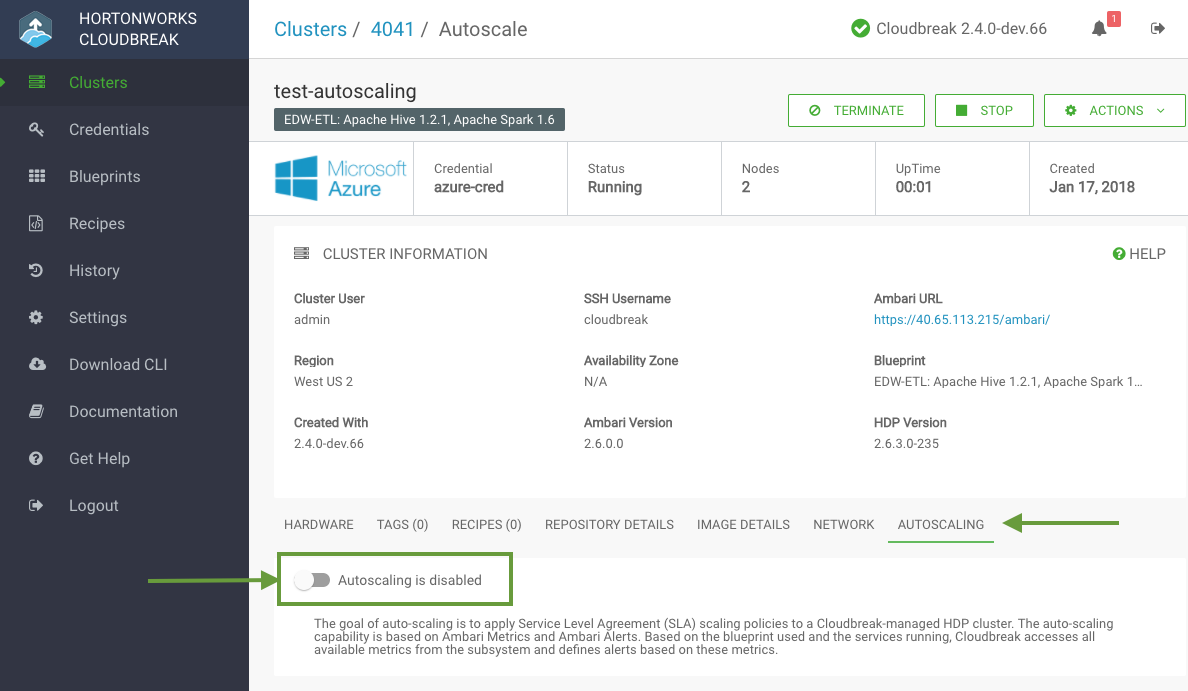 HORTONWORKS
CLOUDBREAK
Clusters
Credentials
Blueprints
Recipes
History
Settings
Download CLI
Documentation
Get Help
Logout
Clusters / 4041 / Autoscale
Cloudbreak 2.4.0-dev.66
1
test-autoscaling
EDW-ETL: Apache Hive 1.2.1, Apache Spark 1.6
TERMINATE
STOP
ACTIONS
Microsoft
Azure
Credential
azure-cred
Status
Running
Nodes
2
UpTime
00:01
Created
Jan 17, 2018
CLUSTER INFORMATION
HELP
Cluster User
admin
SSH Username
cloudbreak
Ambari URL
https://40.65.113.215/ambari/
Region
West US 2
Availability Zone
N/A
Blueprint
EDW-ETL: Apache Hive 1.2.1, Apache Spark 1...
Created With
2.4.0-dev.66
Ambari Version
2.6.0.0
HDP Version
2.6.3.0-235
HARDWARE TAGS (0) RECIPES (0) REPOSITORY DETAILS IMAGE DETAILS NETWORK AUTOSCALING
Autoscaling is disabled
The goal of auto-scaling is to apply Service Level Agreement (SLA) scaling policies to a Cloudbreak-managed HDP cluster. The auto-scaling
capability is based on Ambari Metrics and Ambari Alerts. Based on the blueprint used and the services running, Cloudbreak accesses all
available metrics from the subsystem and defines alerts based on these metrics.